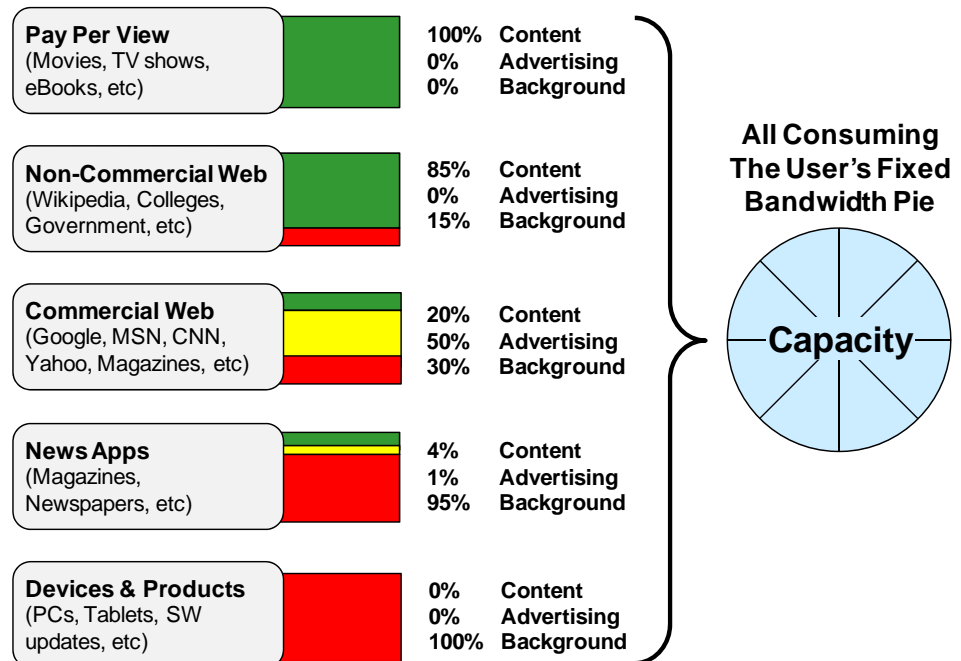 Pay Per View
(Movies, TV shows,
eBooks, etc)
100% Content
0% Advertising
0% Background
Non-Commercial Web
(Wikipedia, Colleges,
Government, etc)
85% Content
0% Advertising
15% Background
Commercial Web
(Google, MSN, CNN,
Yahoo, Magazines, etc)
20% Content
50% Advertising
30% Background
News Apps
(Magazines,
Newspapers, etc)
4% Content
1% Advertising
95% Background
Devices & Products
(PCs, Tablets, SW
updates, etc)
0% Content
0% Advertising
100% Background
All Consuming
The User's Fixed
Bandwidth Pie
Capacity